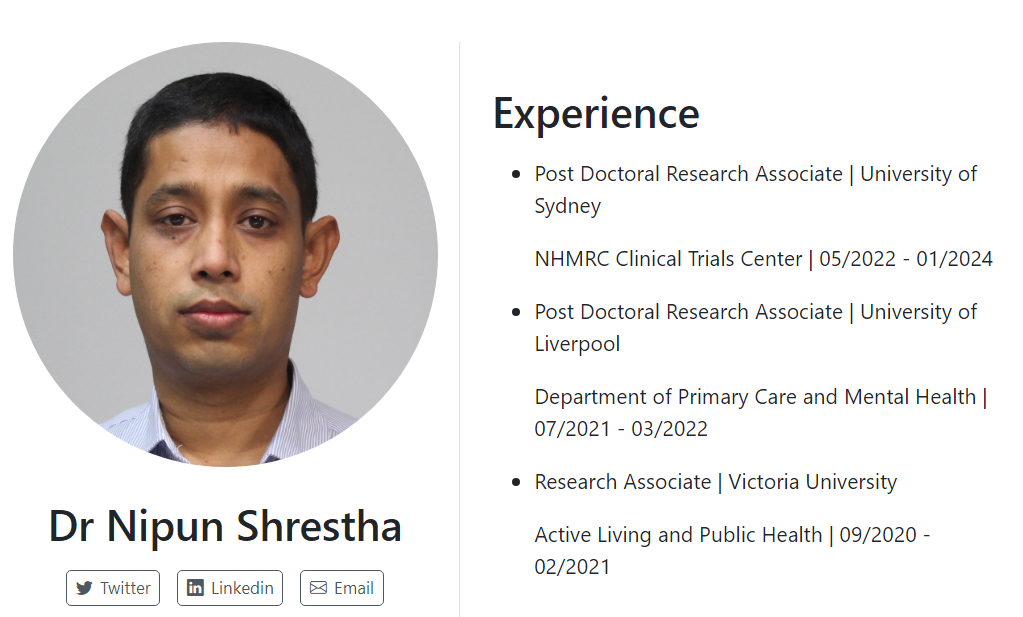 Experience
Post Doctoral Research Associate | University of
Sydney
NHMRC Clinical Trials Center | 05/2022 - 01/2024
Post Doctoral Research Associate | University of
Liverpool
Department of Primary Care and Mental Health |
07/2021 - 03/2022
Research Associate | Victoria University
Active Living and Public Health | 09/2020 -
02/2021
Dr Nipun Shrestha
Twitter Linkedin Email